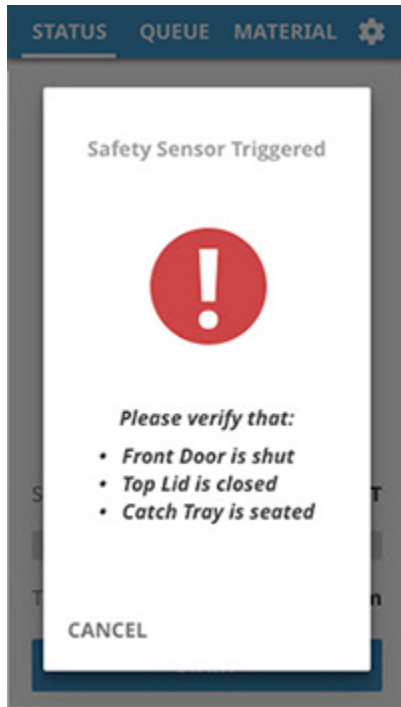 STATUS QUEUE MATERIAL
Safety Sensor Triggered
!
Please verify that:
• Front Door is shut
• Top Lid is closed
• Catch Tray is seated
S T
T m
CANCEL